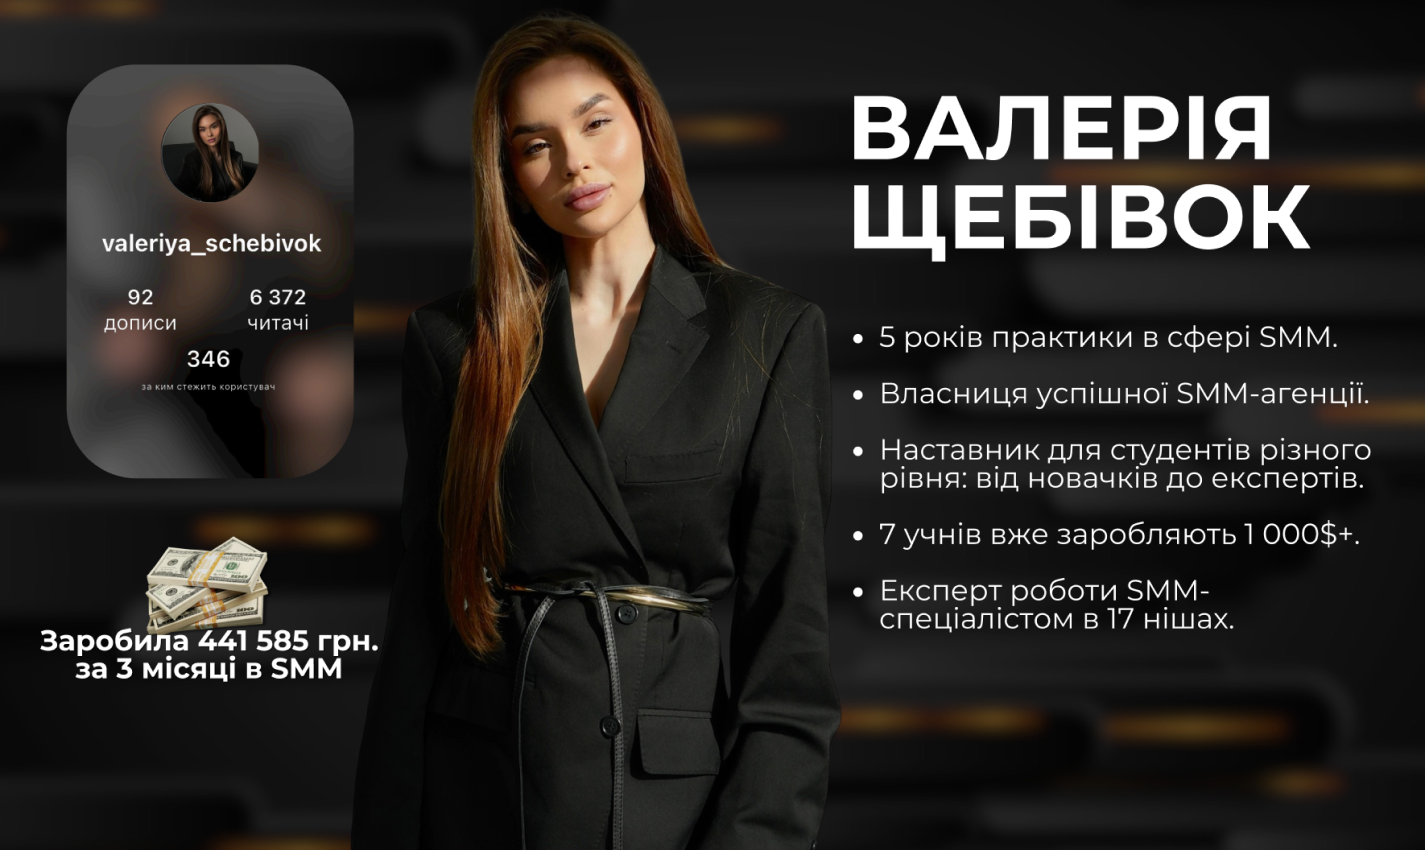 valeriya_schebivok
92
дописи
6 372
читачі
346
за ким стежить користувач
Заробила 441 585 грн.
за 3 місяці в SMM
ВАЛЕРІЯ
ЩЕБІВОК
• 5 років практики в сфері SMM.
• Власниця успішної SMM-агенції.
• Наставник для студентів різного
рівня: від новачків до експертів.
• 7 учнів вже заробляють 1 000$+.
• Експерт роботи SMM-
спеціалістом в 17 нішах.